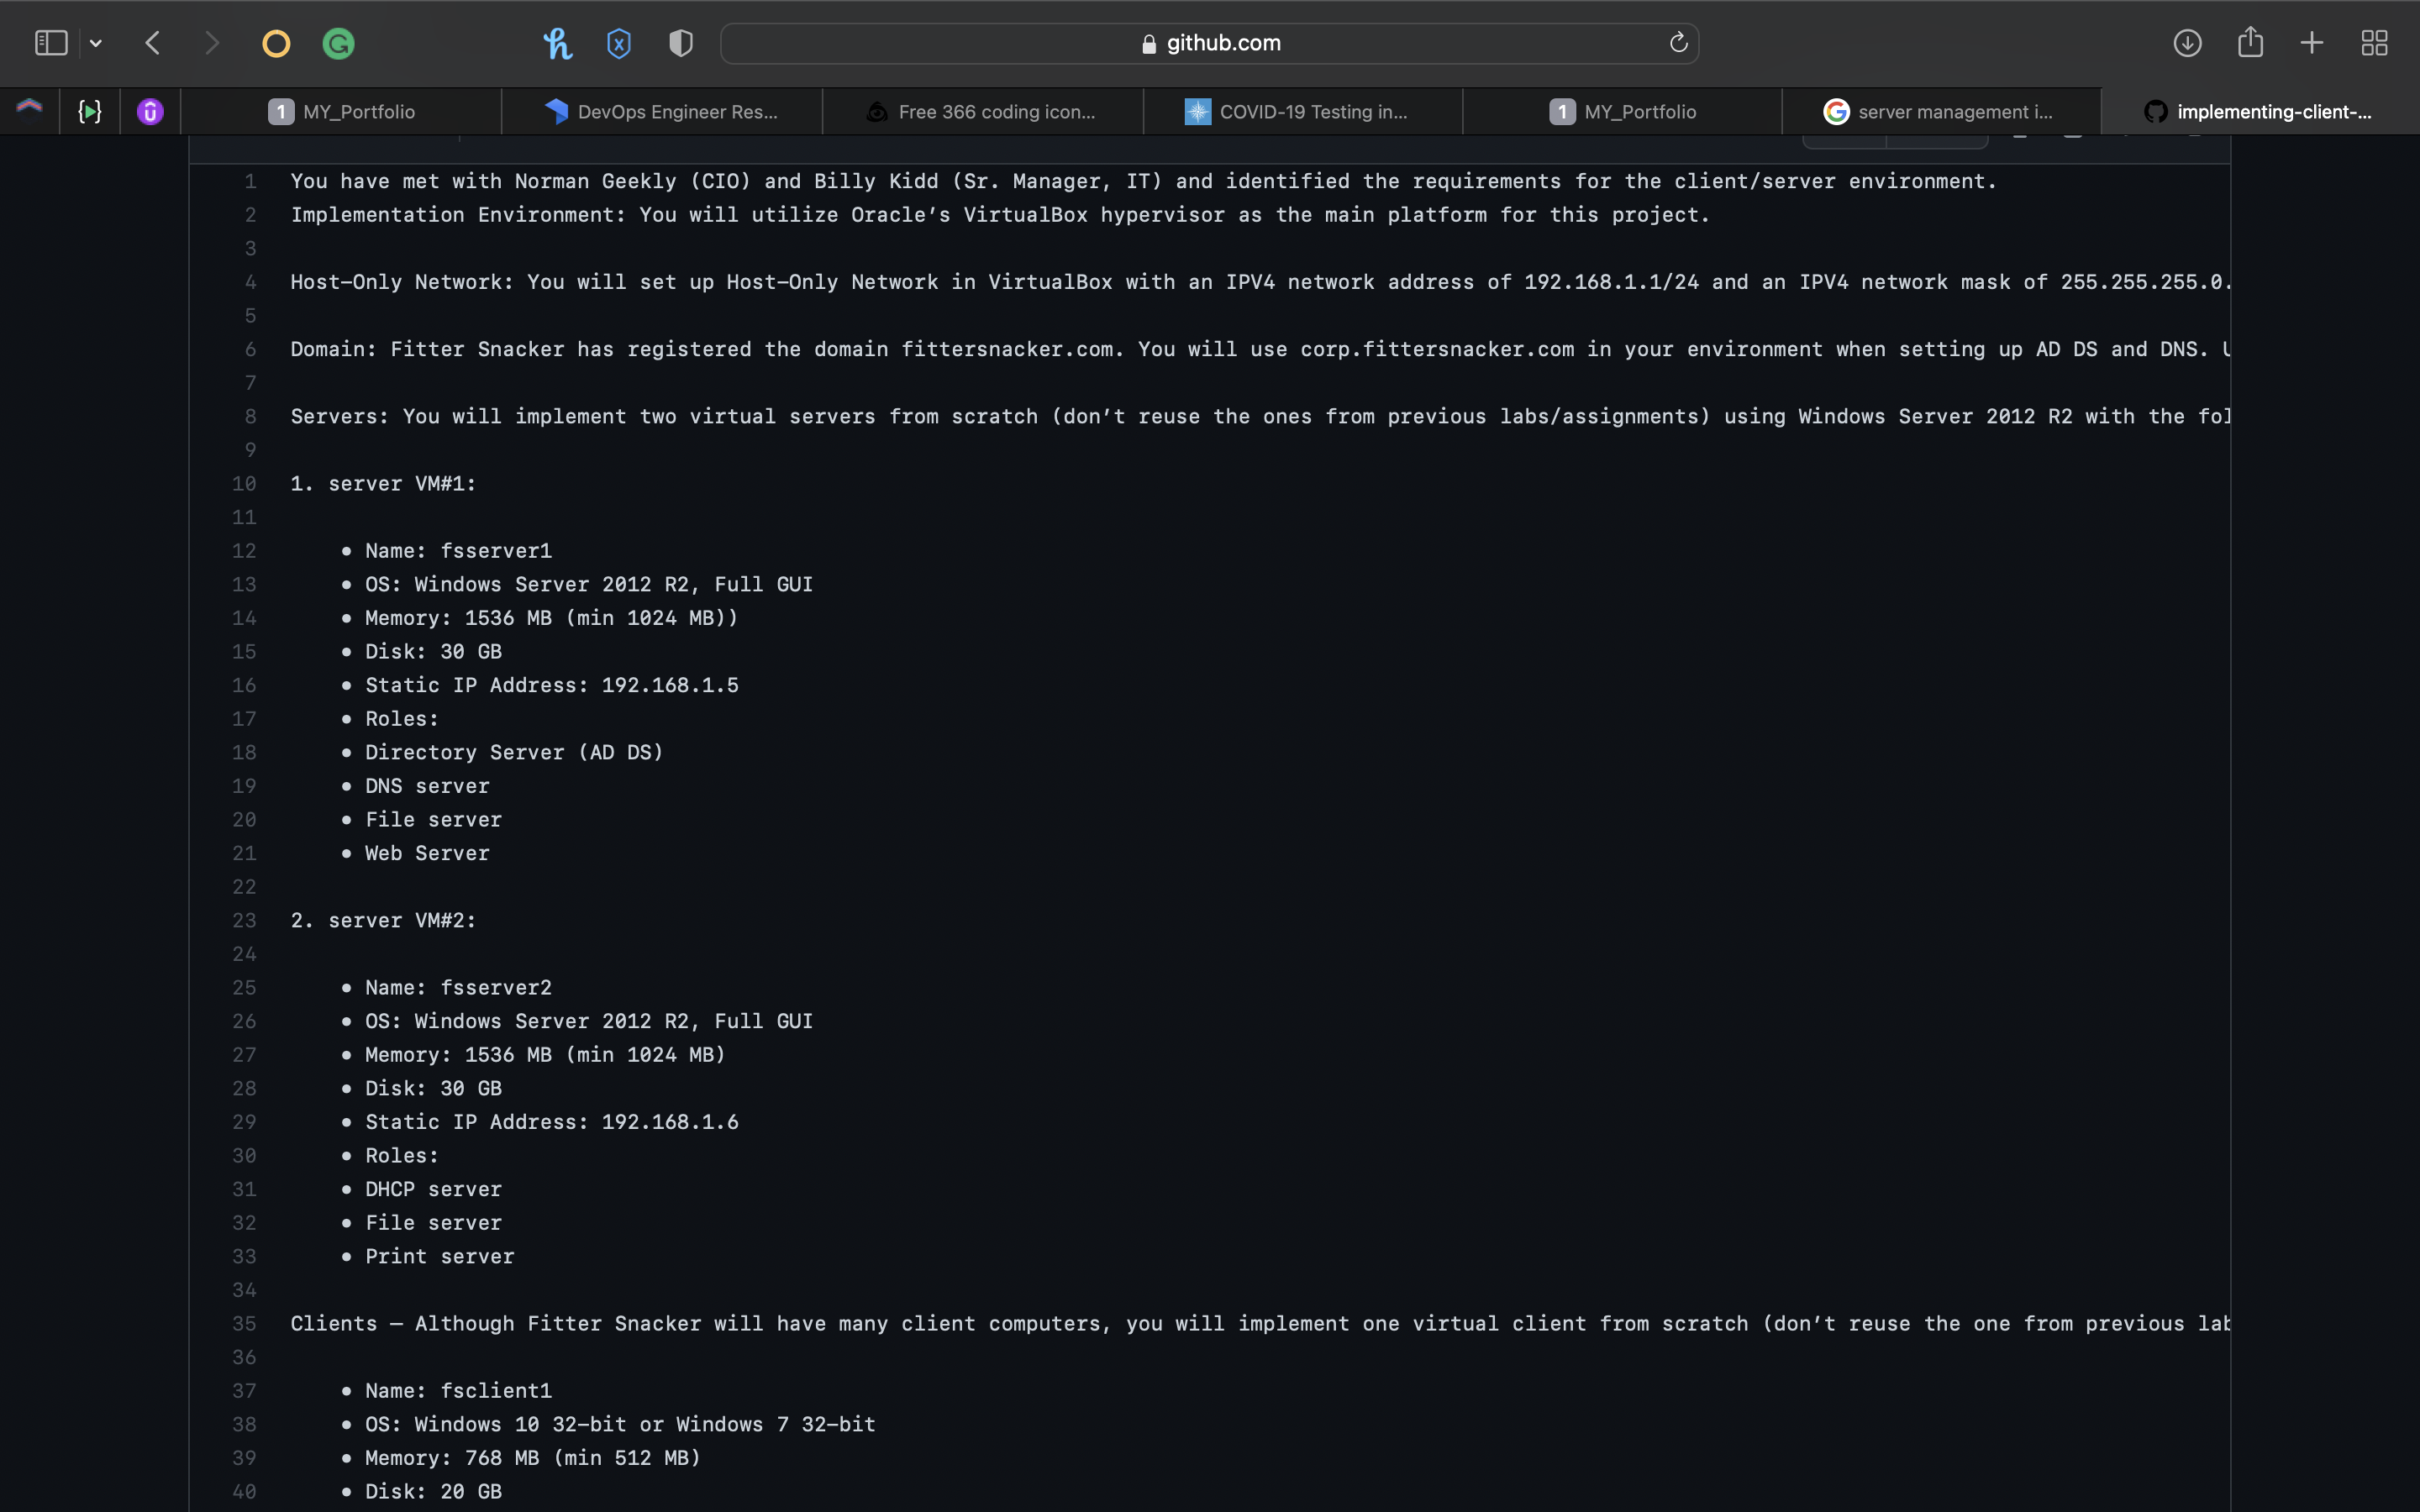 github.com
1 MY_Portfolio
DevOps Engineer Res...
Free 366 coding icon...
COVID-19 Testing in...
1 MY_Portfolio
server management i...
implementing-client-...
1 You have met with Norman Geekly (CIO) and Billy Kidd (Sr. Manager, IT) and identified the requirements for the client/server environment.
2 Implementation Environment: You will utilize Oracle’s VirtualBox hypervisor as the main platform for this project.
3
4 Host-Only Network: You will set up Host-Only Network in VirtualBox with an IPV4 network address of 192.168.1.1/24 and an IPV4 network mask of 255.255.255.0.
5
6 Domain: Fitter Snacker has registered the domain fittersnacker.com. You will use corp.fittersnacker.com in your environment when setting up AD DS and DNS.
7
8 Servers: You will implement two virtual servers from scratch (don’t reuse the ones from previous labs/assignments) using Windows Server 2012 R2 with the fol
9
10 1. server VM#1:
11
12 • Name: fsserver1
13 • OS: Windows Server 2012 R2, Full GUI
14 • Memory: 1536 MB (min 1024 MB))
15 • Disk: 30 GB
16 • Static IP Address: 192.168.1.5
17 • Roles:
18 • Directory Server (AD DS)
19 • DNS server
20 • File server
21 • Web Server
22
23 2. server VM#2:
24
25 • Name: fsserver2
26 • OS: Windows Server 2012 R2, Full GUI
27 • Memory: 1536 MB (min 1024 MB)
28 • Disk: 30 GB
29 • Static IP Address: 192.168.1.6
30 • Roles:
31 • DHCP server
32 • File server
33 • Print server
34
35 Clients – Although Fitter Snacker will have many client computers, you will implement one virtual client from scratch (don’t reuse the one from previous lab
36
37 • Name: fsclient1
38 • OS: Windows 10 32-bit or Windows 7 32-bit
39 • Memory: 768 MB (min 512 MB)
40 • Disk: 20 GB